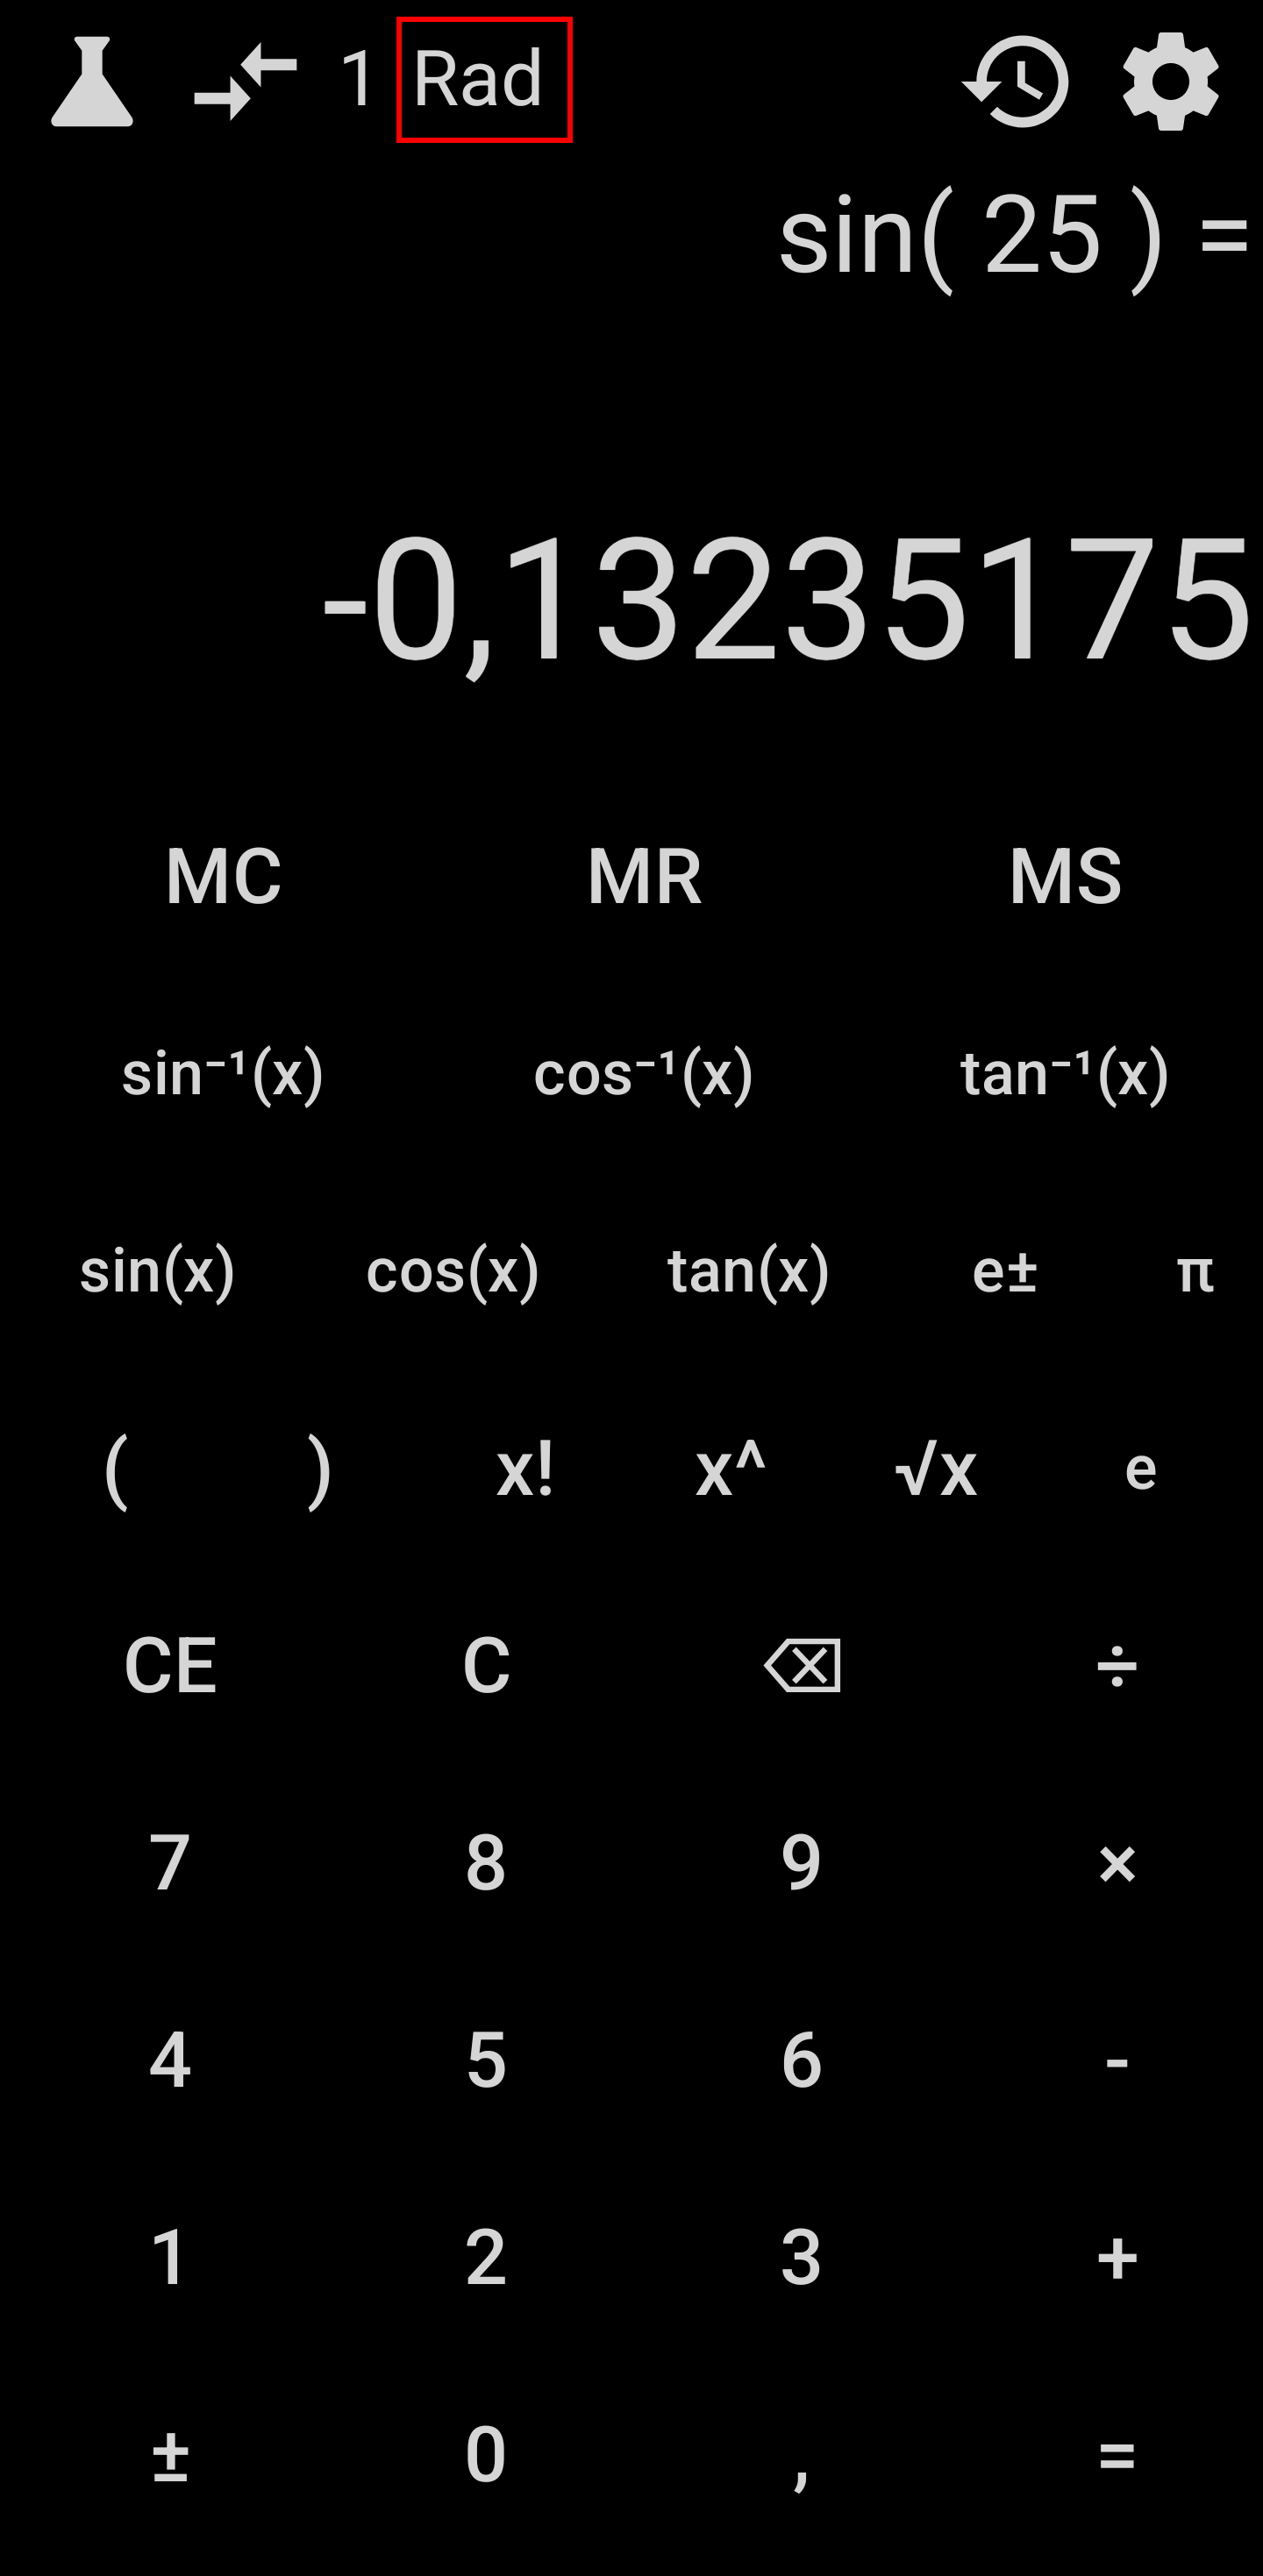 1 Rad
sin( 25 ) =
-0,13235175
MC MR MS
sin⁻¹(x) cos⁻¹(x) tan⁻¹(x)
sin(x) cos(x) tan(x) e± π
( ) x! x^ √x e
CE C ÷
7 8 9 ×
4 5 6 -
1 2 3 +
± 0 , =